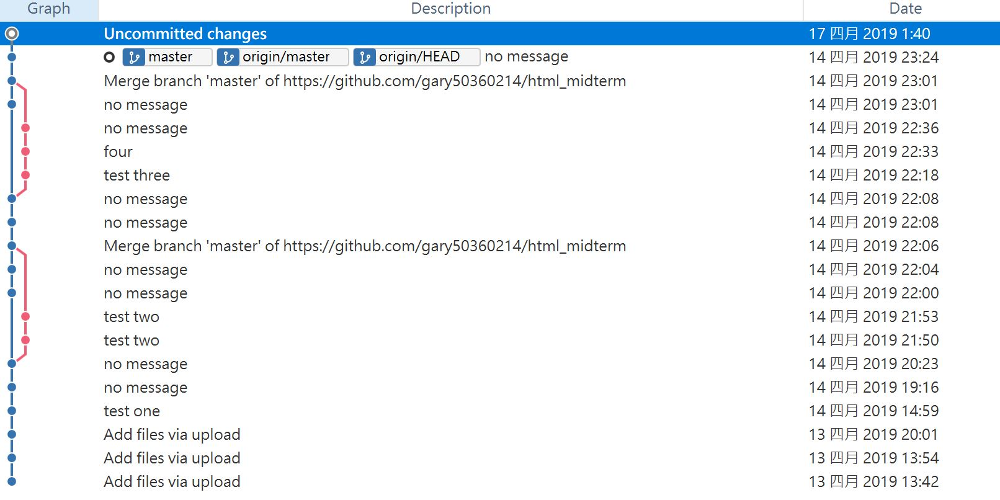 Graph Description Date
Uncommitted changes 17 四月 2019 1:40
master origin/master origin/HEAD no message 14 四月 2019 23:24
Merge branch 'master' of https://github.com/gary50360214/html_midterm 14 四月 2019 23:01
no message 14 四月 2019 23:01
no message 14 四月 2019 22:36
four 14 四月 2019 22:33
test three 14 四月 2019 22:18
no message 14 四月 2019 22:08
no message 14 四月 2019 22:08
Merge branch 'master' of https://github.com/gary50360214/html_midterm 14 四月 2019 22:06
no message 14 四月 2019 22:04
no message 14 四月 2019 22:00
test two 14 四月 2019 21:53
test two 14 四月 2019 21:50
no message 14 四月 2019 20:23
no message 14 四月 2019 19:16
test one 14 四月 2019 14:59
Add files via upload 13 四月 2019 20:01
Add files via upload 13 四月 2019 13:54
Add files via upload 13 四月 2019 13:42